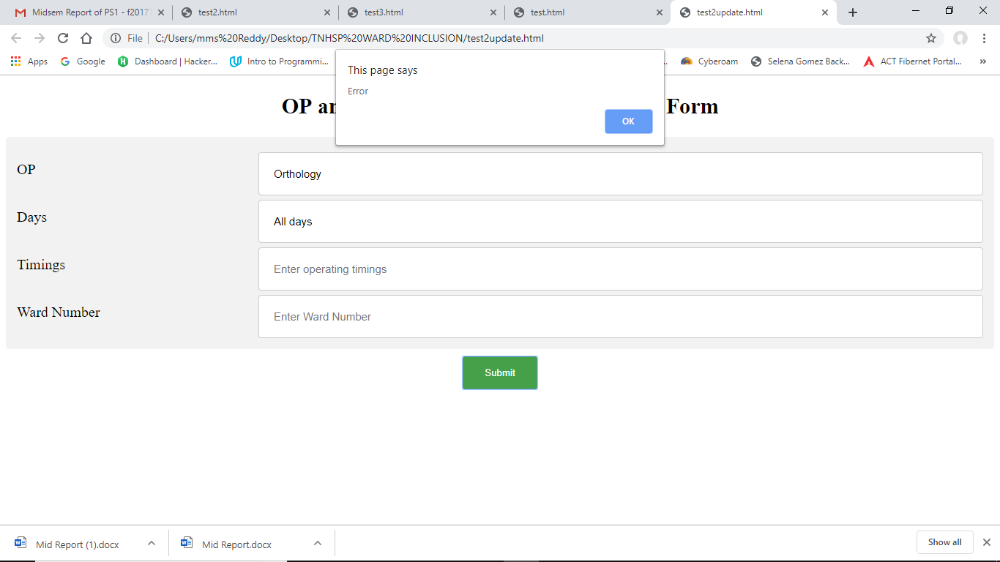 Midsem Report of PS1 - f2017
test2.html
test3.html
test.html
test2update.html
File
C:/Users/mms%20Reddy/Desktop/TNHSP%20WARD%20INCLUSION/test2update.html
Apps
Google
Dashboard | Hacker...
Intro to Programmi...
Cyberoam
Selena Gomez Back...
ACT Fibernet Portal...
»
This page says
Error
OK
OP
Form
OP
Orthology
Days
All days
Timings
Enter operating timings
Ward Number
Enter Ward Number
Submit
Mid Report (1).docx
Mid Report.docx
Show all